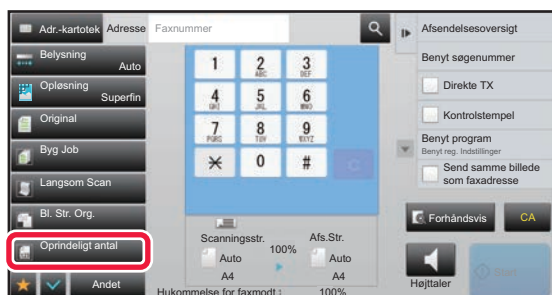 Adr.-kartotek
Adresse
Faxnummer
Afsendelsesoversigt
Belysning
Auto
Benyt søgenummer
Opløsning
Superfin
Direkte TX
Original
Kontrolstempel
Byg Job
Benyt program
Benyt reg. Indstillinger
Langsom Scan
Send samme billede
som faxadresse
Bl. Str. Org.
Oprindeligt antal
Andet
1 2 3
ABC DEF
4 5 6
GHI JKL MNO
7 8 9
PQRS TUV WXYZ
0 #
C
Scanningsstr. 100% Afs.Str.
Auto Auto
A4 A4
Hukommelse for faxmodt.: 100%
Forhåndsvis
CA
Højttaler
Start